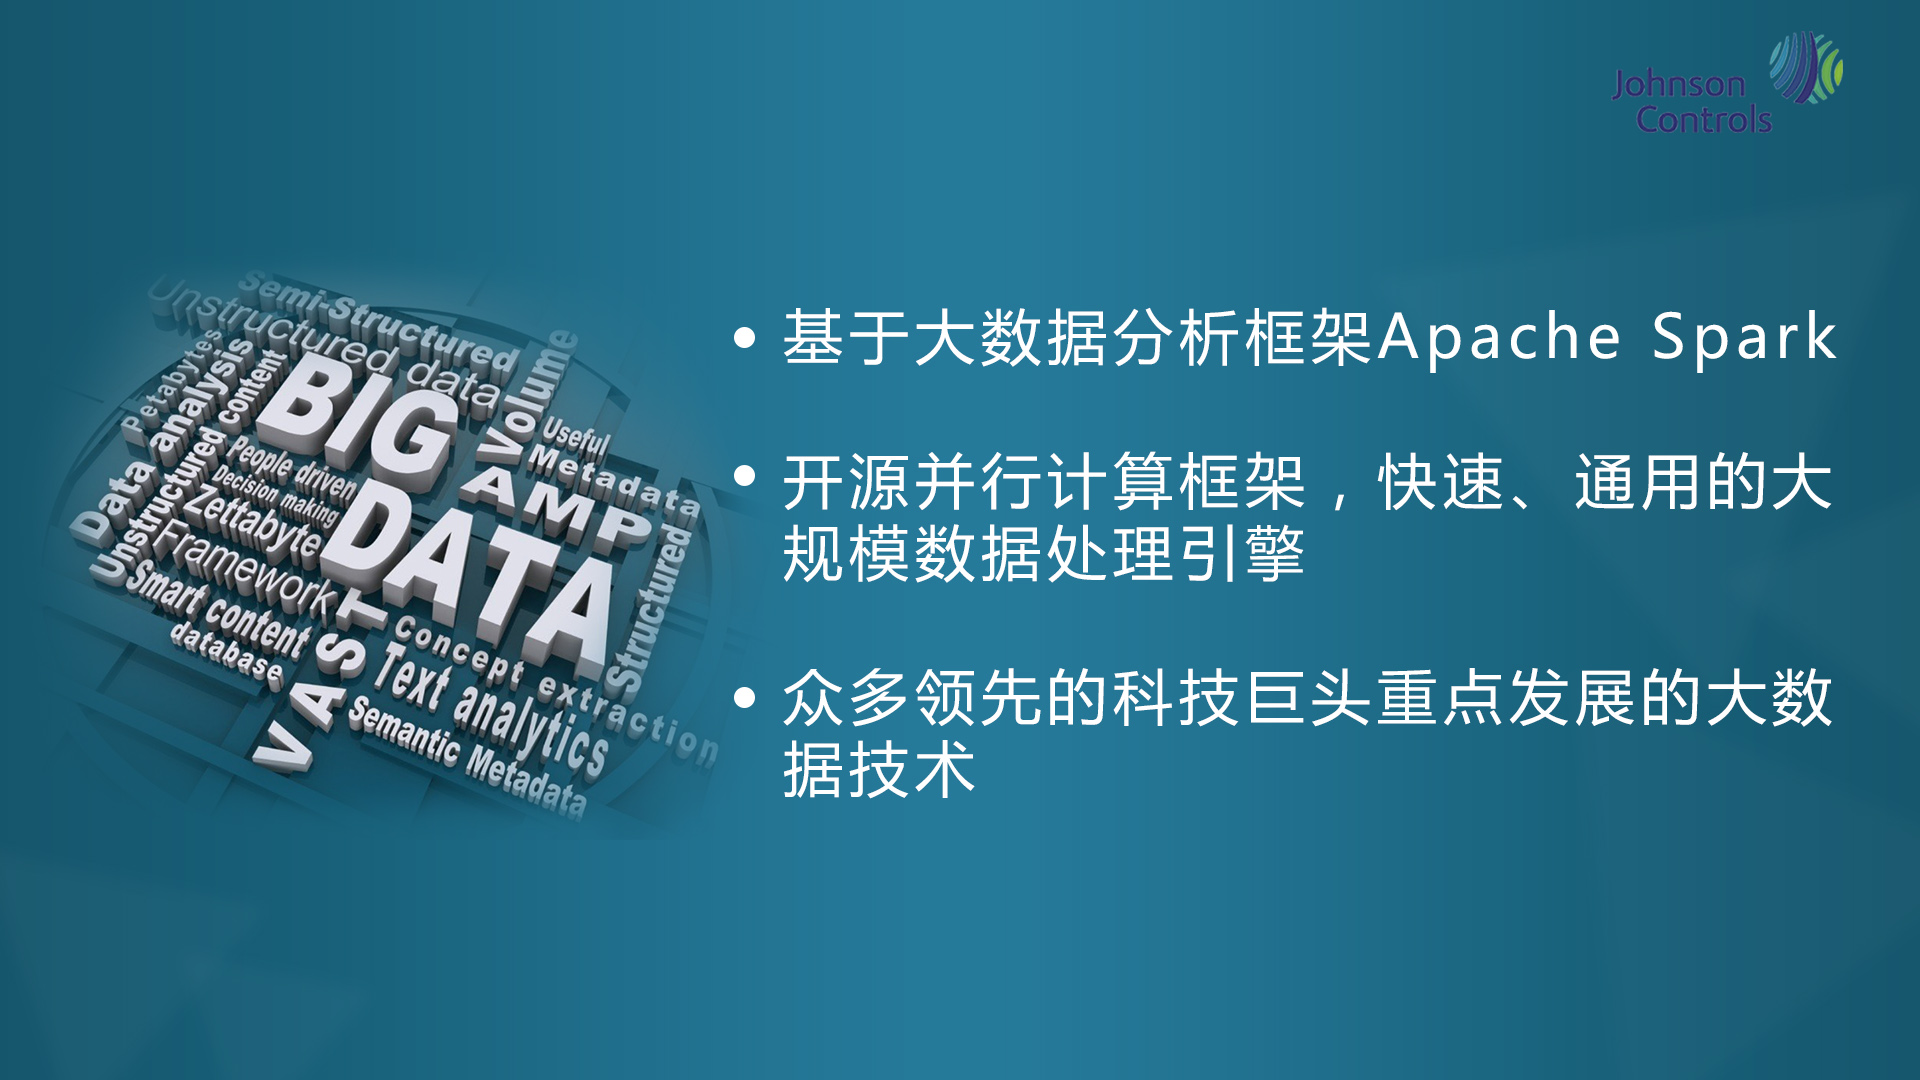 Johnson
Controls
• 基于大数据分析框架Apache Spark
• 开源并行计算框架，快速、通用的大
规模数据处理引擎
• 众多领先的科技巨头重点发展的大数
据技术
Semi-Structured
Unstructured data
Volume
Petabytes
Data analysis
Unstructured content
BIG
Useful
Metadata
AMP
People driven
Decision making
Zettabyte
Framework
DATA
Structured
Smart content
database
VAST
Concept extraction
Text analytics
Semantic Metadata